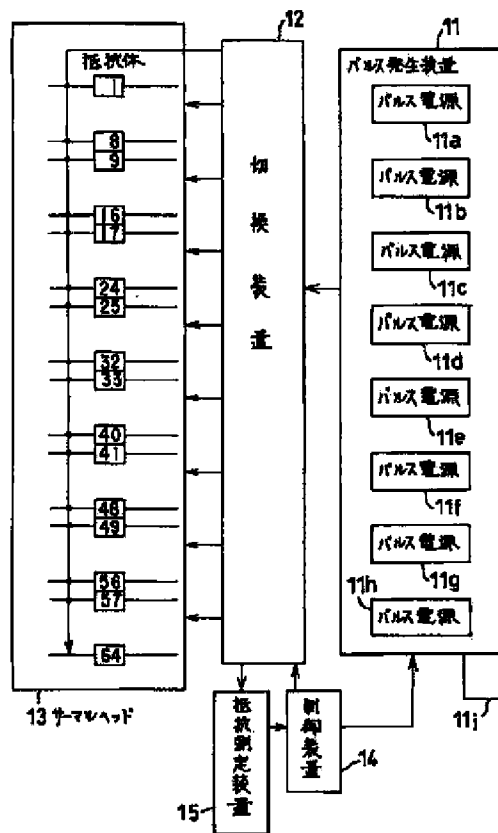 12
11
抵抗体
パルス発生装置
切換装置
1
8
9
16
17
24
25
32
33
40
41
48
49
56
57
64
パルス電源
11a
パルス電源
11b
パルス電源
11c
パルス電源
11d
パルス電源
11e
パルス電源
11f
パルス電源
11g
11h
パルス電源
13 サーマルヘッド
抵抗測定装置
制御装置
11i
14
15